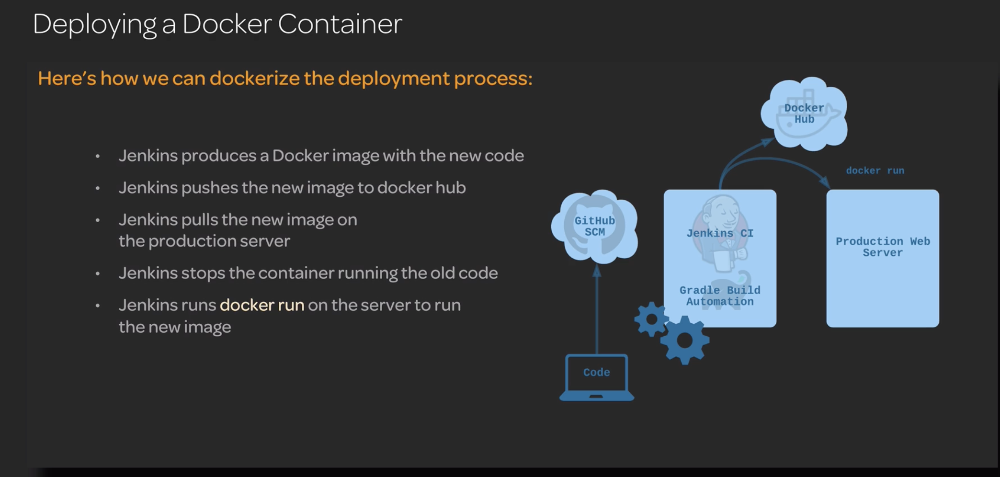 Deploying a Docker Container
Here's how we can dockerize the deployment process:
• Jenkins produces a Docker image with the new code
• Jenkins pushes the new image to docker hub
• Jenkins pulls the new image on
the production server
• Jenkins stops the container running the old code
• Jenkins runs docker run on the server to run
the new image
Docker
Hub
docker run
GitHub
SCM
Jenkins CI
Gradle Build
Automation
Production Web
Server
Code